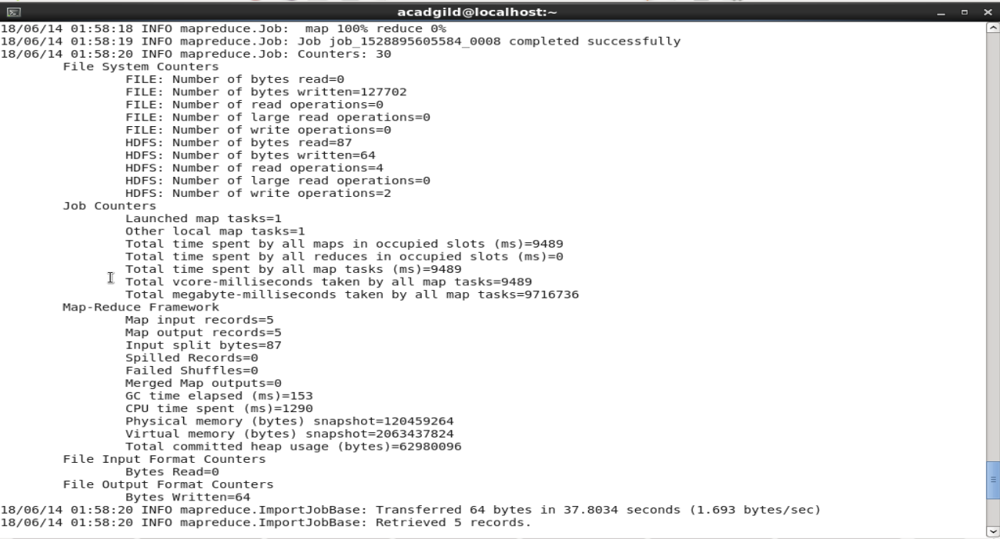 acadgild@localhost:~
18/06/14 01:58:18 INFO mapreduce.Job:  map 100% reduce 0%
18/06/14 01:58:19 INFO mapreduce.Job: Job job_1528895605584_0008 completed successfully
18/06/14 01:58:20 INFO mapreduce.Job: Counters: 30
File System Counters
FILE: Number of bytes read=0
FILE: Number of bytes written=127702
FILE: Number of read operations=0
FILE: Number of large read operations=0
FILE: Number of write operations=0
HDFS: Number of bytes read=87
HDFS: Number of bytes written=64
HDFS: Number of read operations=4
HDFS: Number of large read operations=0
HDFS: Number of write operations=2
Job Counters
Launched map tasks=1
Other local map tasks=1
Total time spent by all maps in occupied slots (ms)=9489
Total time spent by all reduces in occupied slots (ms)=0
Total time spent by all map tasks (ms)=9489
Total vcore-milliseconds taken by all map tasks=9489
Total megabyte-milliseconds taken by all map tasks=9716736
Map-Reduce Framework
Map input records=5
Map output records=5
Input split bytes=87
Spilled Records=0
Failed Shuffles=0
Merged Map outputs=0
GC time elapsed (ms)=153
CPU time spent (ms)=1290
Physical memory (bytes) snapshot=120459264
Virtual memory (bytes) snapshot=2063437824
Total committed heap usage (bytes)=62980096
File Input Format Counters
Bytes Read=0
File Output Format Counters
Bytes Written=64
18/06/14 01:58:20 INFO mapreduce.ImportJobBase: Transferred 64 bytes in 37.8034 seconds (1.693 bytes/sec)
18/06/14 01:58:20 INFO mapreduce.ImportJobBase: Retrieved 5 records.